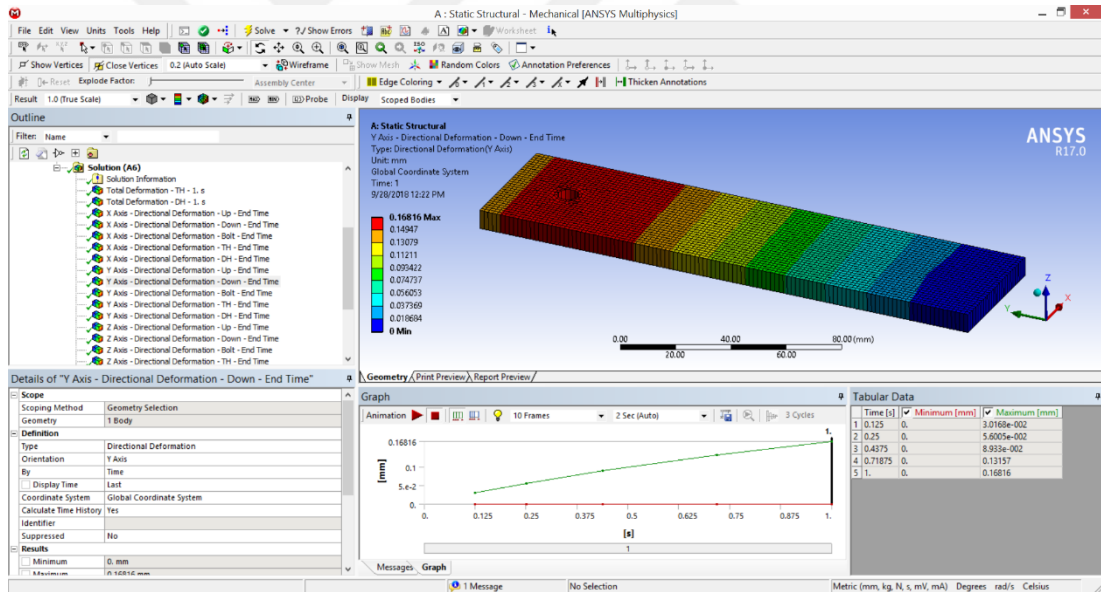 A : Static Structural - Mechanical [ANSYS Multiphysics]
File Edit View Units Tools Help Solve ?/ Show Errors A Worksheet
Show Vertices Close Vertices 0.2 (Auto Scale) Wireframe Show Mesh Random Colors Annotation Preferences
Reset Explode Factor: Assembly Center Edge Coloring Thicken Annotations
Result 1.0 (True Scale) Probe Display Scoped Bodies
Outline
Filter: Name
Solution (A6)
Solution Information
Total Deformation - TH - 1. s
Total Deformation - DH - 1. s
X Axis - Directional Deformation - Up - End Time
X Axis - Directional Deformation - Down - End Time
X Axis - Directional Deformation - Bolt - End Time
X Axis - Directional Deformation - TH - End Time
X Axis - Directional Deformation - DH - End Time
Y Axis - Directional Deformation - Up - End Time
Y Axis - Directional Deformation - Down - End Time
Y Axis - Directional Deformation - Bolt - End Time
Y Axis - Directional Deformation - TH - End Time
Y Axis - Directional Deformation - DH - End Time
Z Axis - Directional Deformation - Up - End Time
Z Axis - Directional Deformation - Down - End Time
Z Axis - Directional Deformation - Bolt - End Time
Z Axis - Directional Deformation - TH - End Time
Details of "Y Axis - Directional Deformation - Down - End Time"
Scope
Scoping Method Geometry Selection
Geometry 1 Body
Definition
Type Directional Deformation
Orientation Y Axis
By Time
Display Time Last
Coordinate System Global Coordinate System
Calculate Time History Yes
Identifier
Suppressed No
Results
Minimum 0. mm
Maximum 0.16816 mm
A: Static Structural
Y Axis - Directional Deformation - Down - End Time
Type: Directional Deformation(Y Axis)
Unit: mm
Global Coordinate System
Time: 1
9/28/2018 12:22 PM
0.16816 Max
0.14947
0.13079
0.11211
0.093422
0.074737
0.056053
0.037369
0.018684
0 Min
ANSYS
R17.0
Z
X
Y
0.00 40.00 80.00 (mm)
20.00 60.00
Geometry Print Preview Report Preview
Graph
Animation 10 Frames 2 Sec (Auto) 3 Cycles
1.
0.16816
0.1
5.e-2
0.
[mm]
0. 0.125 0.25 0.375 0.5 0.625 0.75 0.875 1.
[s]
1
Messages Graph
Tabular Data
Time [s] Minimum [mm] Maximum [mm]
1 0.125 0. 3.0168e-002
2 0.25 0. 5.6005e-002
3 0.4375 0. 8.933e-002
4 0.71875 0. 0.13157
5 1. 0. 0.16816
1 Message No Selection Metric (mm, kg, N, s, mV, mA) Degrees rad/s Celsius